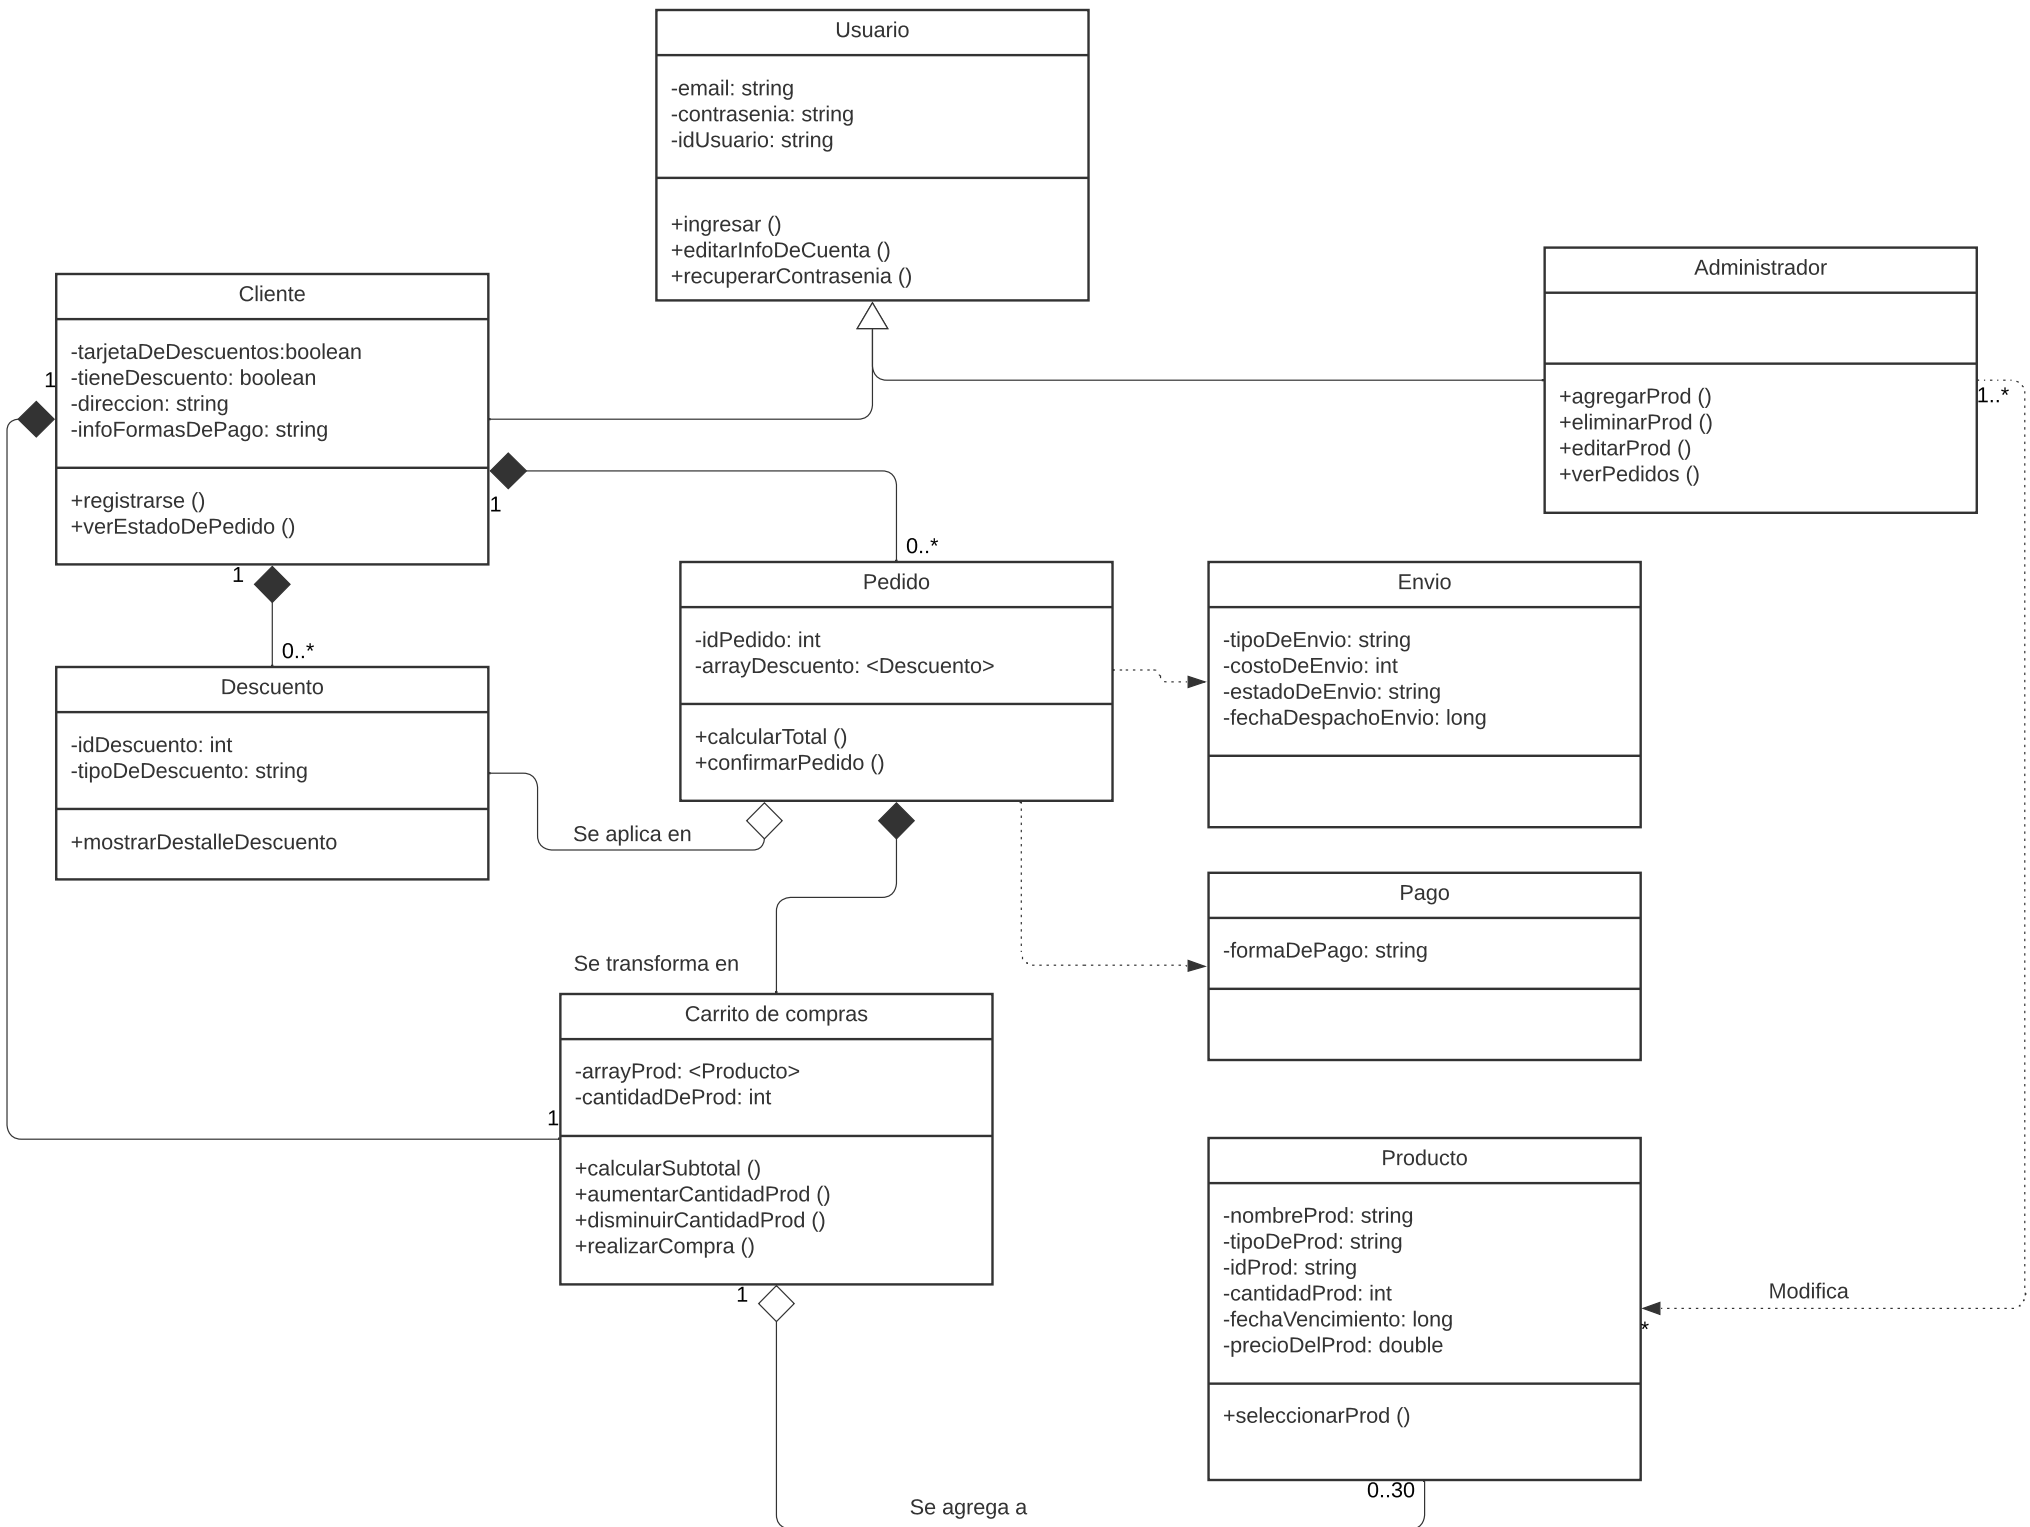 Usuario
-email: string
-contrasenia: string
-idUsuario: string
+ingresar ()
+editarInfoDeCuenta ()
+recuperarContrasenia ()
Cliente
-tarjetaDeDescuentos:boolean
-tieneDescuento: boolean
-direccion: string
-infoFormasDePago: string
+registrarse ()
+verEstadoDePedido ()
1
1
1
0..*
0..*
Administrador
+agregarProd ()
+eliminarProd ()
+editarProd ()
+verPedidos ()
1..*
Pedido
-idPedido: int
-arrayDescuento: <Descuento>
+calcularTotal ()
+confirmarPedido ()
Envio
-tipoDeEnvio: string
-costoDeEnvio: int
-estadoDeEnvio: string
-fechaDespachoEnvio: long
Descuento
-idDescuento: int
-tipoDeDescuento: string
+mostrarDestalleDescuento
Se aplica en
Pago
-formaDePago: string
Se transforma en
Carrito de compras
-arrayProd: <Producto>
-cantidadDeProd: int
+calcularSubtotal ()
+aumentarCantidadProd ()
+disminuirCantidadProd ()
+realizarCompra ()
1
1
Producto
-nombreProd: string
-tipoDeProd: string
-idProd: string
-cantidadProd: int
-fechaVencimiento: long
-precioDelProd: double
+seleccionarProd ()
Modifica
*
0..30
Se agrega a